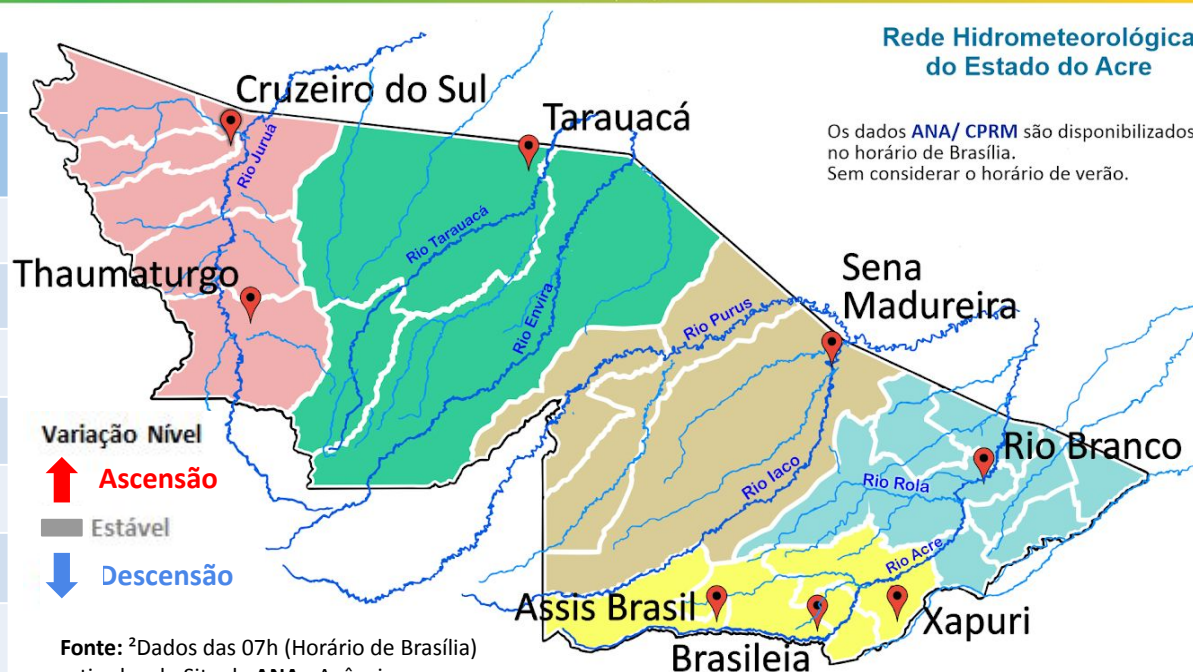 Rede Hidrometeorológica
do Estado do Acre
Os dados ANA/ CPRM são disponibilizados
no horário de Brasília.
Sem considerar o horário de verão.
Cruzeiro do Sul
Tarauacá
Rio Juruá
Rio Tarauacá
Thaumaturgo
Rio Envira
Sena
Madureira
Rio Purus
Variação Nível
Ascensão
Estável
Descensão
Rio Branco
Rio Iaco
Rio Rola
Rio Acre
Assis Brasil
Xapuri
Brasileia
Fonte: ²Dados das 07h (Horário de Brasília)